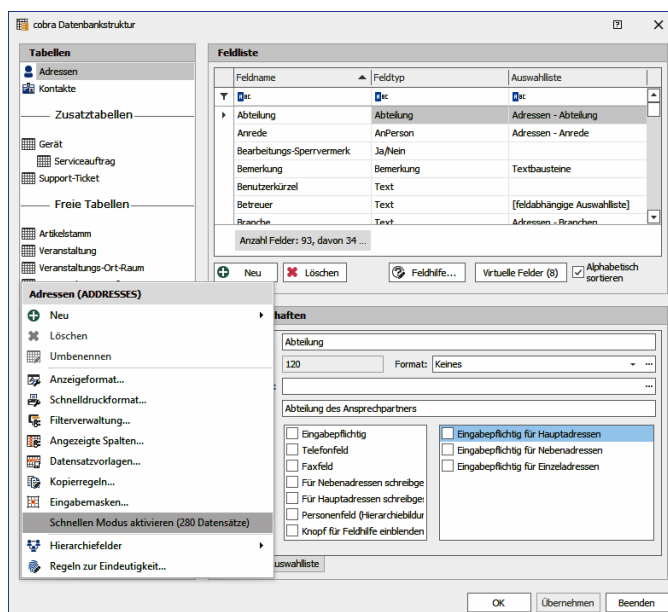 cobra Datenbankstruktur
Tabellen
Adressen
Kontakte
Zusatztabellen
Gerät
Serviceauftrag
Support-Ticket
Freie Tabellen
Artikelstamm
Veranstaltung
Veranstaltungs-Ort-Raum
Feldliste
Feldname Feldtyp Auswahlliste
ABC ABC ABC
Abteilung Abteilung Adressen - Abteilung
Anrede AnPerson Adressen - Anrede
Bearbeitungs-Sperrvermerk Ja/Nein
Bemerkung Bemerkung Textbausteine
Benutzerkürzel Text
Betreuer Text [feldabhängige Auswahlliste]
Branche Text Adressen - Branchen
Anzahl Felder: 93, davon 34 ...
Neu
Löschen
Feldhilfe...
Virtuelle Felder (8)
Alphabetisch
sortieren
Adressen (ADDRESSES)
Neu
Löschen
Umbenennen
Anzeigeformat...
Schnelldruckformat...
Filterverwaltung...
Angezeigte Spalten...
Datensatzvorlagen...
Kopierregeln...
Eingabemasken...
Schnellen Modus aktivieren (280 Datensätze)
Hierarchiefelder
Regeln zur Eindeutigkeit...
haften
Abteilung
120 Format: Keines
Abteilung des Ansprechpartners
Eingabepflichtig
Telefonfeld
Faxfeld
Für Nebenadressen schreibge
Für Hauptadressen schreibge
Personenfeld (Hierarchiebildur
Knopf für Feldhilfe einblenden
Eingabepflichtig für Hauptadressen
Eingabepflichtig für Nebenadressen
Eingabepflichtig für Einzeladressen
uswahlliste
OK
Übernehmen
Beenden